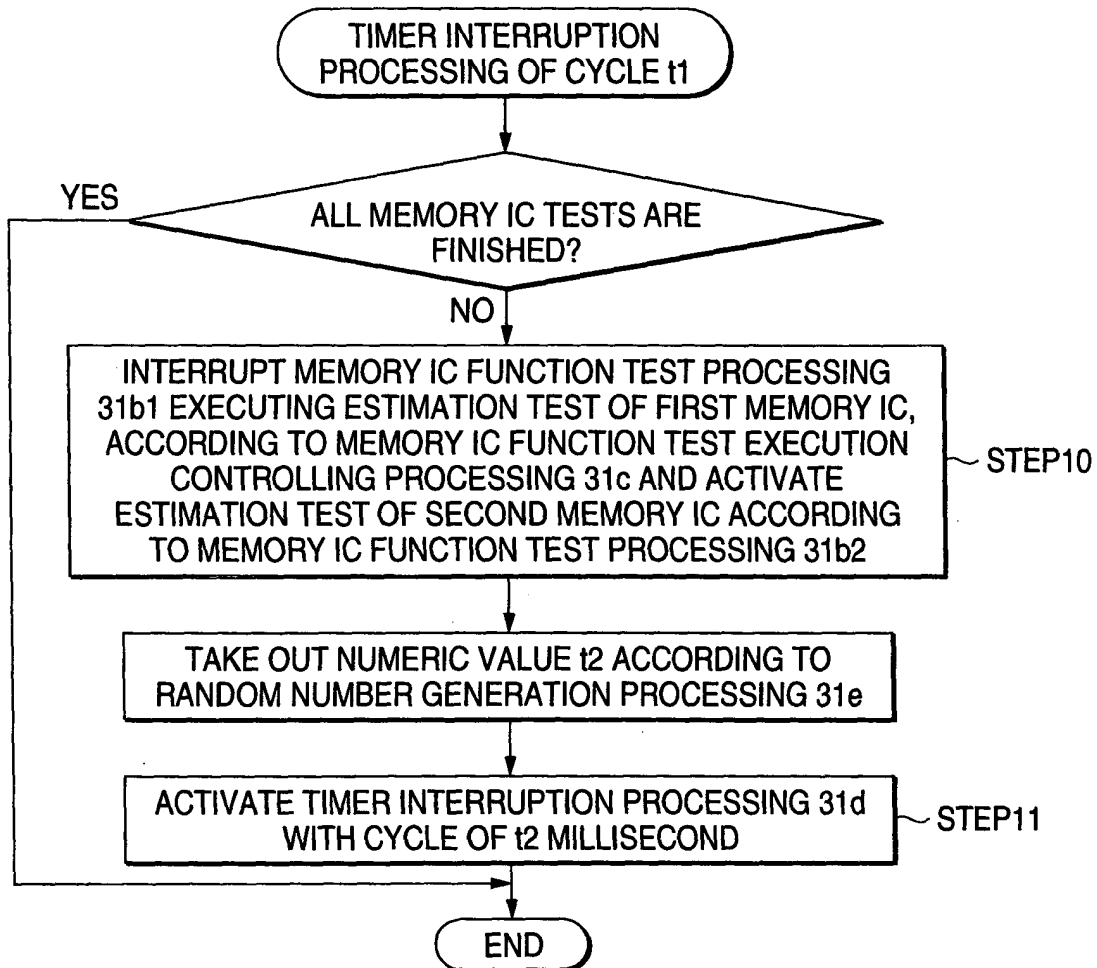 TIMER INTERRUPTION
PROCESSING OF CYCLE t1
YES
ALL MEMORY IC TESTS ARE
FINISHED?
NO
INTERRUPT MEMORY IC FUNCTION TEST PROCESSING
31b1 EXECUTING ESTIMATION TEST OF FIRST MEMORY IC,
ACCORDING TO MEMORY IC FUNCTION TEST EXECUTION
CONTROLLING PROCESSING 31c AND ACTIVATE
ESTIMATION TEST OF SECOND MEMORY IC ACCORDING
TO MEMORY IC FUNCTION TEST PROCESSING 31b2
STEP10
TAKE OUT NUMERIC VALUE t2 ACCORDING TO
RANDOM NUMBER GENERATION PROCESSING 31e
ACTIVATE TIMER INTERRUPTION PROCESSING 31d
WITH CYCLE OF t2 MILLISECOND
STEP11
END